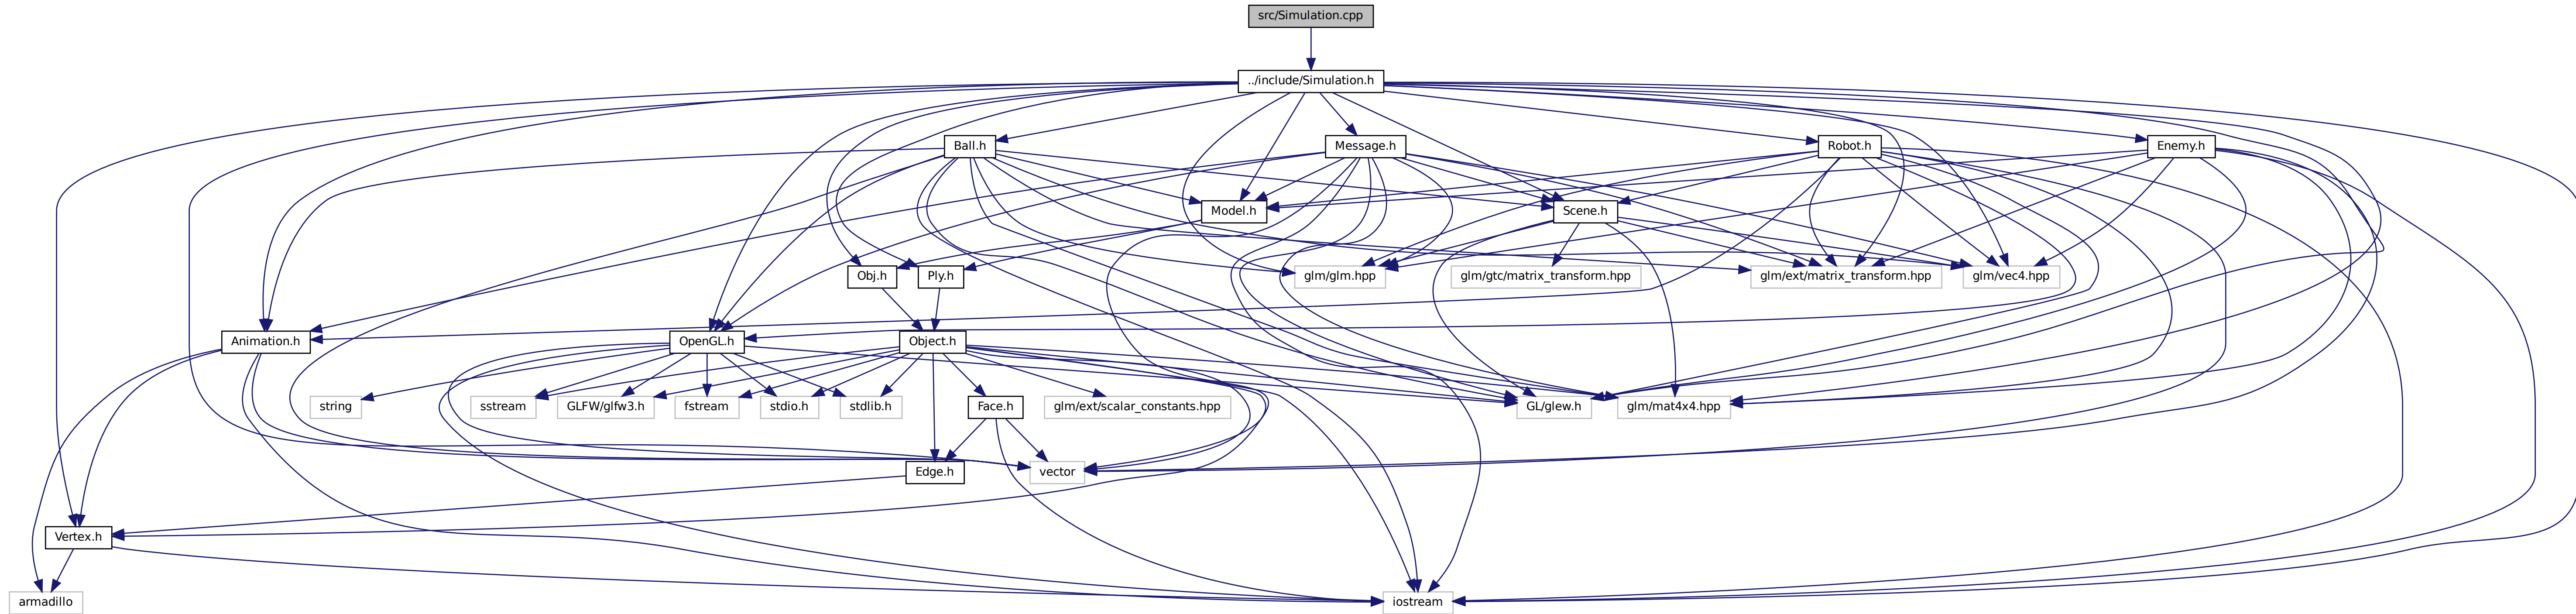 src/Simulation.cpp
../include/Simulation.h
Ball.h
Message.h
Robot.h
Enemy.h
Model.h
Scene.h
Obj.h
Ply.h
glm/glm.hpp
glm/gtc/matrix_transform.hpp
glm/ext/matrix_transform.hpp
glm/vec4.hpp
Animation.h
OpenGL.h
Object.h
string
sstream
GLFW/glfw3.h
fstream
stdio.h
stdlib.h
Face.h
glm/ext/scalar_constants.hpp
GL/glew.h
glm/mat4x4.hpp
Edge.h
vector
Vertex.h
armadillo
iostream